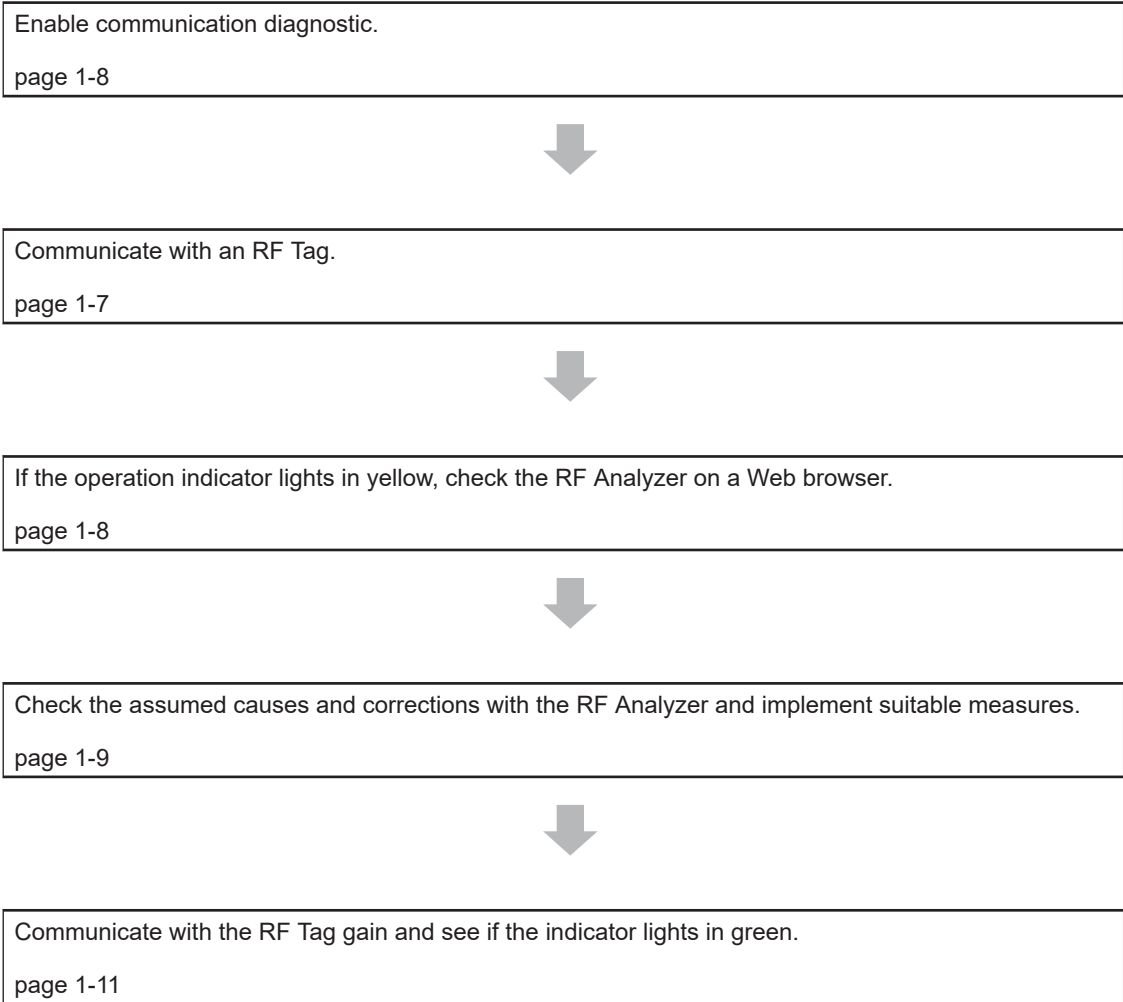 Enable communication diagnostic.
page 1-8
Communicate with an RF Tag.
page 1-7
If the operation indicator lights in yellow, check the RF Analyzer on a Web browser.
page 1-8
Check the assumed causes and corrections with the RF Analyzer and implement suitable measures.
page 1-9
Communicate with the RF Tag gain and see if the indicator lights in green.
page 1-11